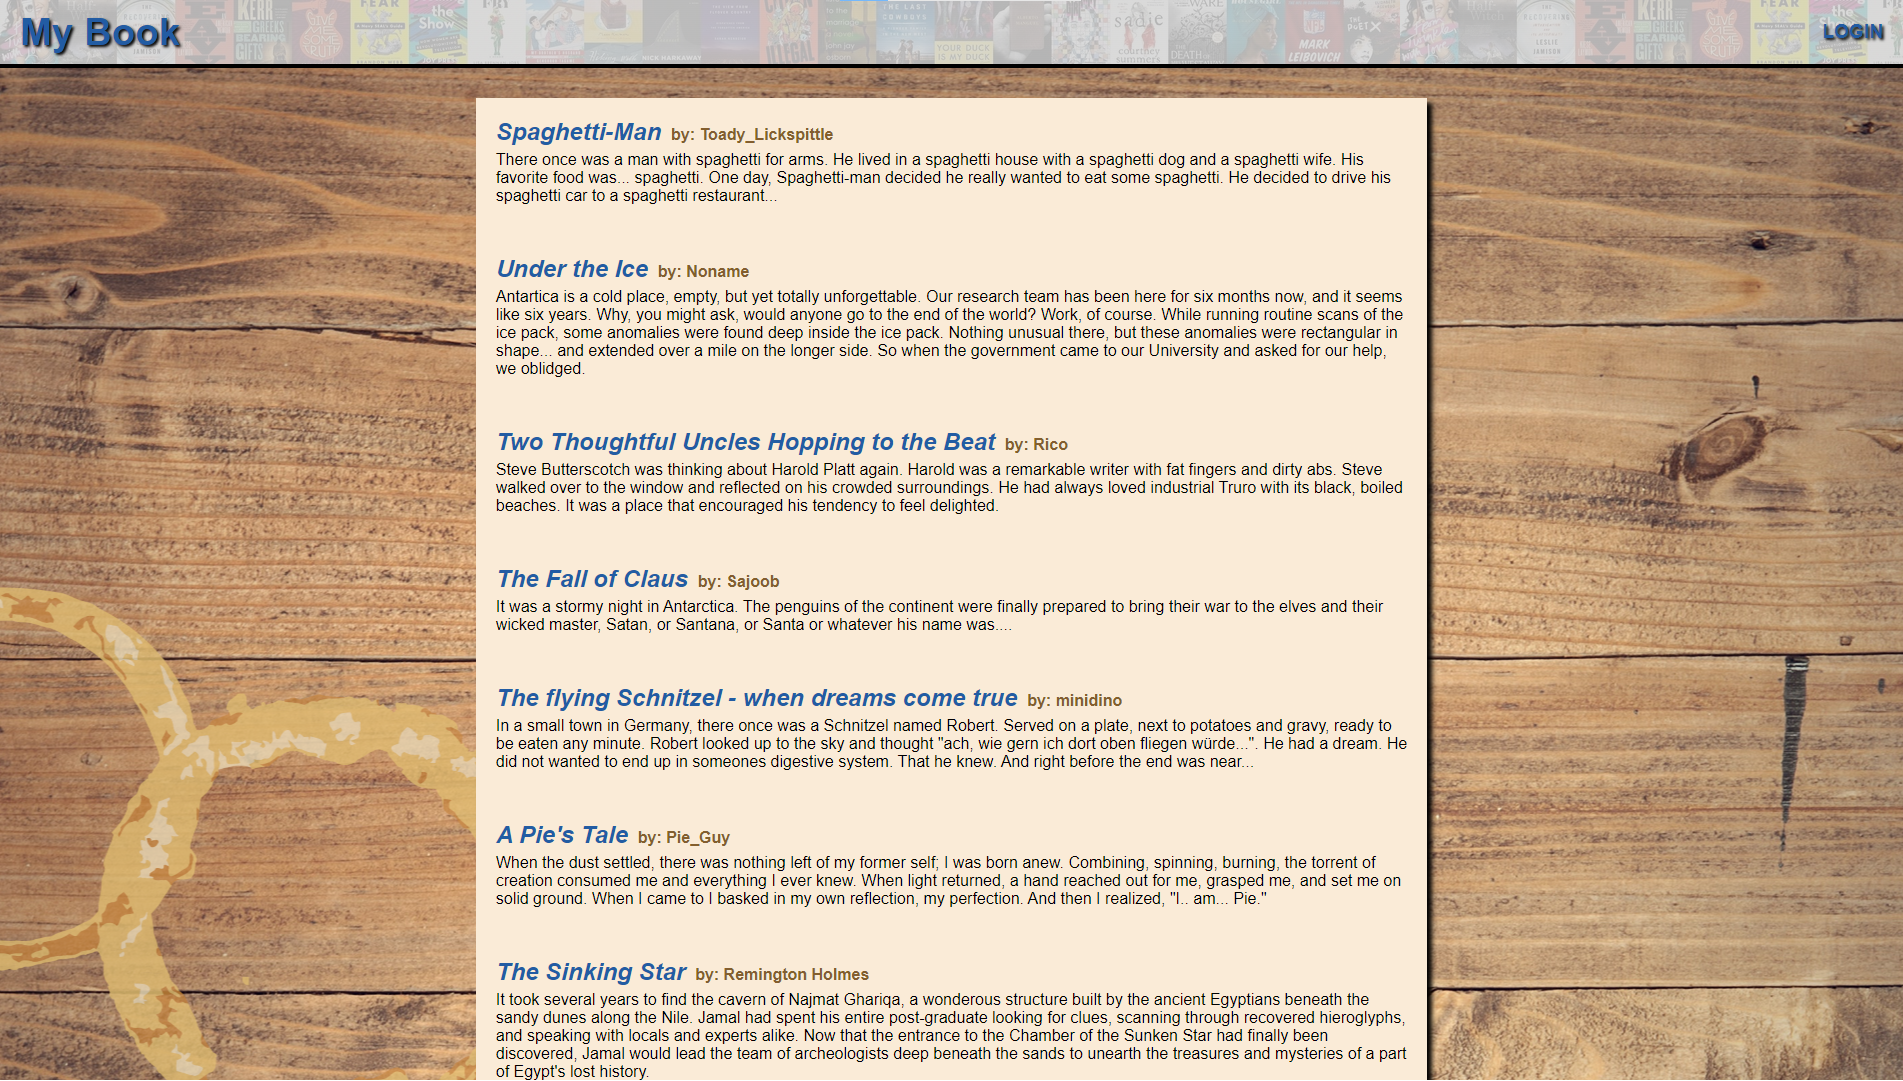 My Book
LOGIN
Spaghetti-Man by: Toady_Lickspittle
There once was a man with spaghetti for arms. He lived in a spaghetti house with a spaghetti dog and a spaghetti wife. His
favorite food was... spaghetti. One day, Spaghetti-man decided he really wanted to eat some spaghetti. He decided to drive his
spaghetti car to a spaghetti restaurant...
Under the Ice by: Noname
Antartica is a cold place, empty, but yet totally unforgettable. Our research team has been here for six months now, and it seems
like six years. Why, you might ask, would anyone go to the end of the world? Work, of course. While running routine scans of the
ice pack, some anomalies were found deep inside the ice pack. Nothing unusual there, but these anomalies were rectangular in
shape... and extended over a mile on the longer side. So when the government came to our University and asked for our help,
we oblidged.
Two Thoughtful Uncles Hopping to the Beat by: Rico
Steve Butterscotch was thinking about Harold Platt again. Harold was a remarkable writer with fat fingers and dirty abs. Steve
walked over to the window and reflected on his crowded surroundings. He had always loved industrial Truro with its black, boiled
beaches. It was a place that encouraged his tendency to feel delighted.
The Fall of Claus by: Sajoob
It was a stormy night in Antarctica. The penguins of the continent were finally prepared to bring their war to the elves and their
wicked master, Satan, or Santana, or Santa or whatever his name was....
The flying Schnitzel - when dreams come true by: minidino
In a small town in Germany, there once was a Schnitzel named Robert. Served on a plate, next to potatoes and gravy, ready to
be eaten any minute. Robert looked up to the sky and thought "ach, wie gern ich dort oben fliegen würde...". He had a dream. He
did not wanted to end up in someones digestive system. That he knew. And right before the end was near...
A Pie's Tale by: Pie_Guy
When the dust settled, there was nothing left of my former self; I was born anew. Combining, spinning, burning, the torrent of
creation consumed me and everything I ever knew. When light returned, a hand reached out for me, grasped me, and set me on
solid ground. When I came to I basked in my own reflection, my perfection. And then I realized, "I.. am... Pie."
The Sinking Star by: Remington Holmes
It took several years to find the cavern of Najmat Ghariqa, a wonderous structure built by the ancient Egyptians beneath the
sandy dunes along the Nile. Jamal had spent his entire post-graduate looking for clues, scanning through recovered hieroglyphs,
and speaking with locals and experts alike. Now that the entrance to the Chamber of the Sunken Star had finally been
discovered, Jamal would lead the team of archeologists deep beneath the sands to unearth the treasures and mysteries of a part
of Egypt's lost history.